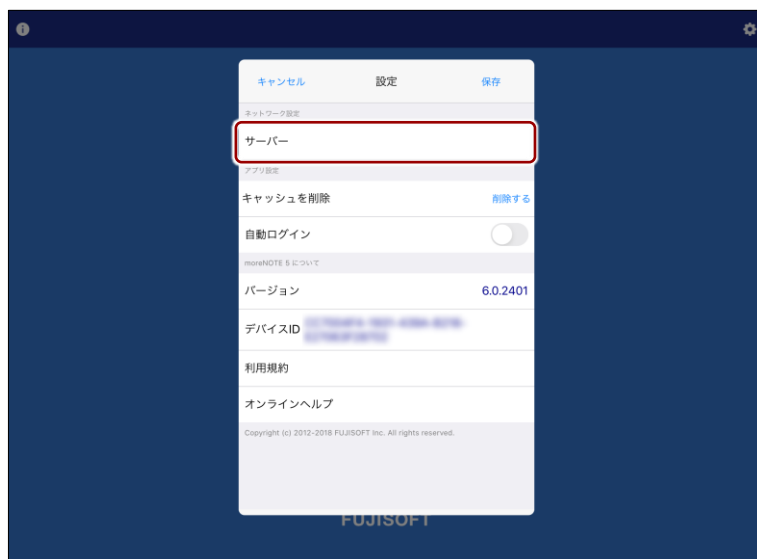 キャンセル 設定 保存
ネットワーク設定
サーバー
アプリ設定
キャッシュを削除 削除する
自動ログイン
moreNOTE 5 について
バージョン 6.0.2401
デバイスID
利用規約
オンラインヘルプ
Copyright (c) 2012-2018 FUJISOFT Inc. All rights reserved.
FUJISOFT